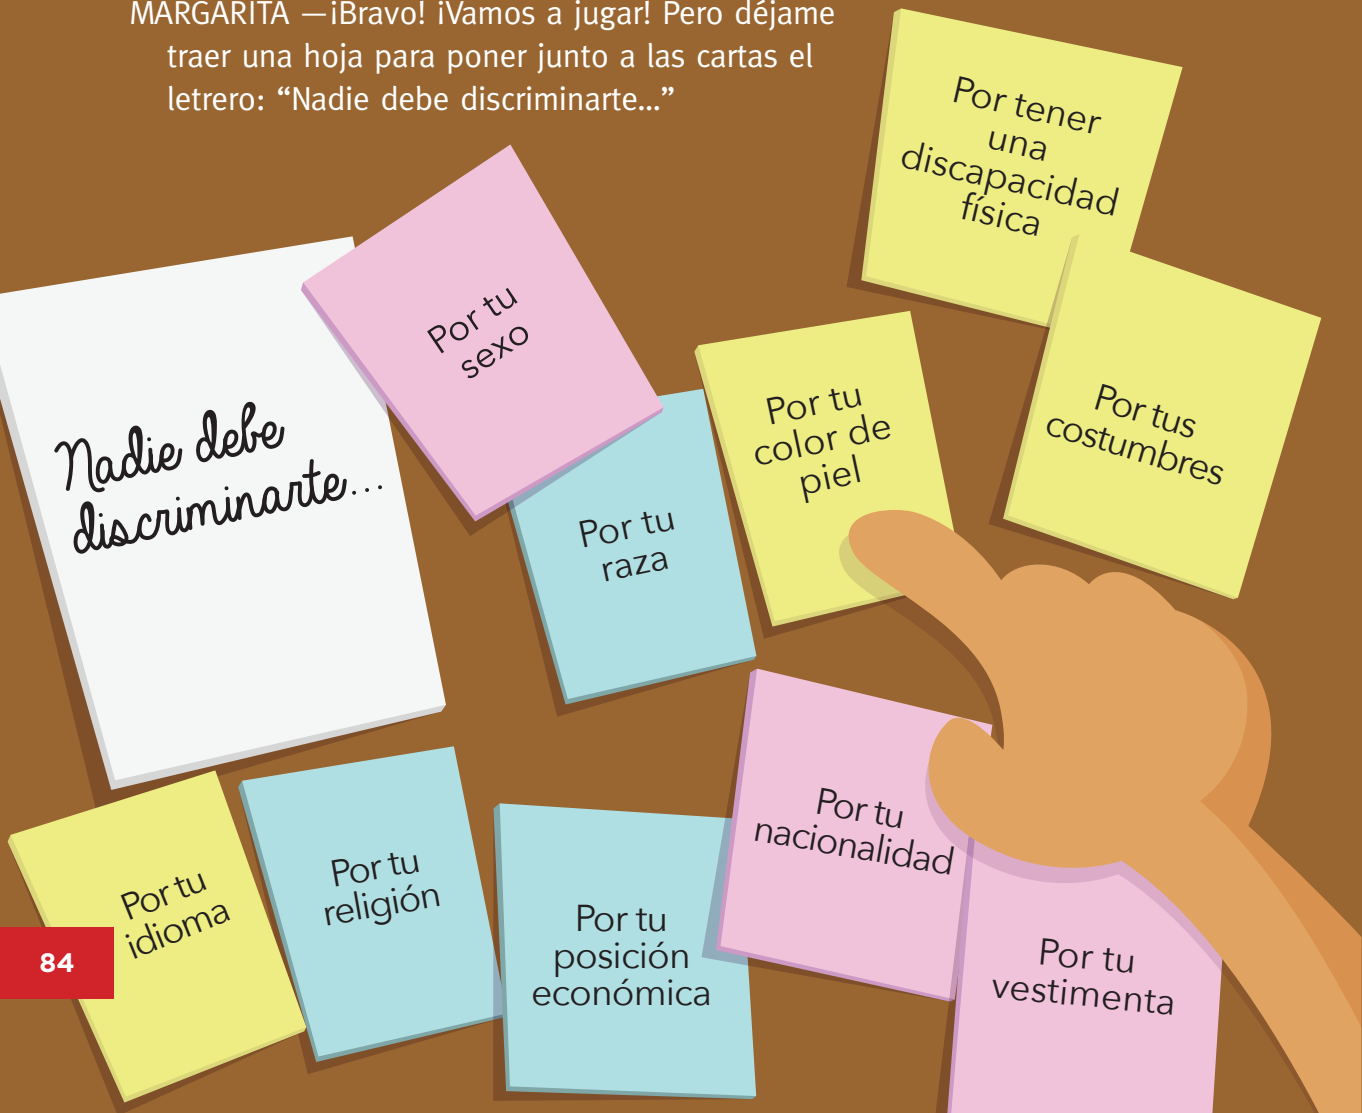 MARGARITA —¡Bravo! ¡Vamos a jugar! Pero déjame
traer una hoja para poner junto a las cartas el
letrero: “Nadie debe discriminarte...”
Por tener
una
discapacidad
física
Por tu
sexo
Por tu
color de
piel
Por tus
costumbres
Nadie debe
discriminarte...
Por tu
raza
Por tu
nacionalidad
Por tu
idioma
Por tu
religión
Por tu
posición
económica
Por tu
vestimenta
84